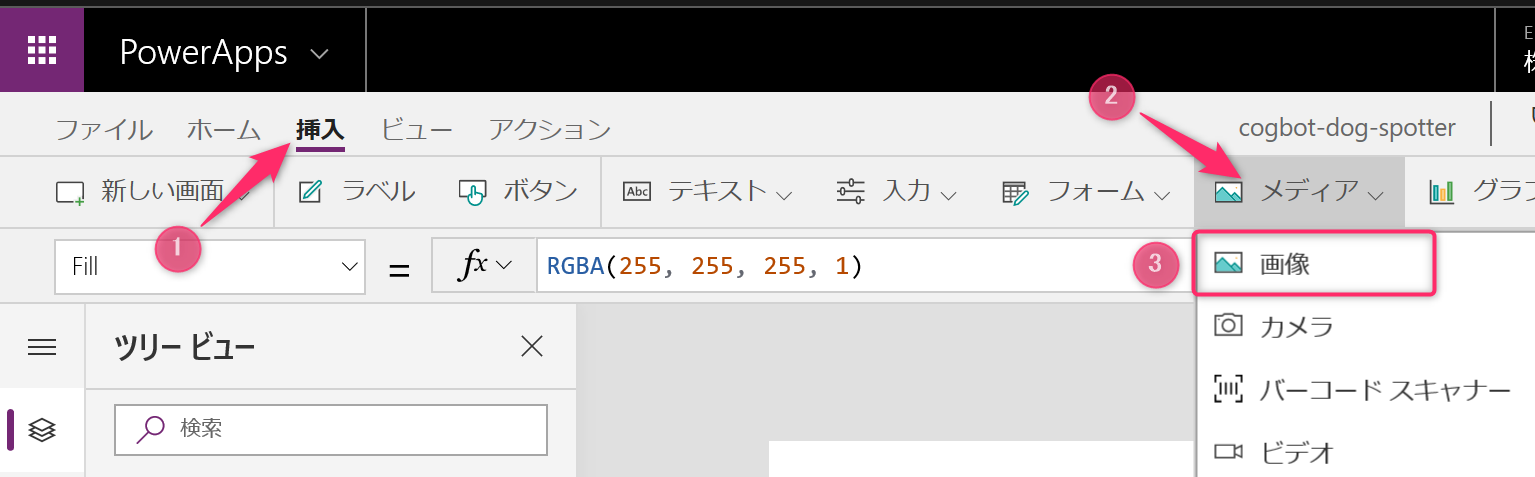 PowerApps
E
株
2
ファイル ホーム 挿入 ビュー アクション
cogbot-dog-spotter
新しい画面 ラベル ボタン Abc テキスト 入力 フォーム メディア グラフ
1
Fill = fx RGBA(255, 255, 255, 1)
3 画像
カメラ
ツリー ビュー
バーコード スキャナー
検索
ビデオ